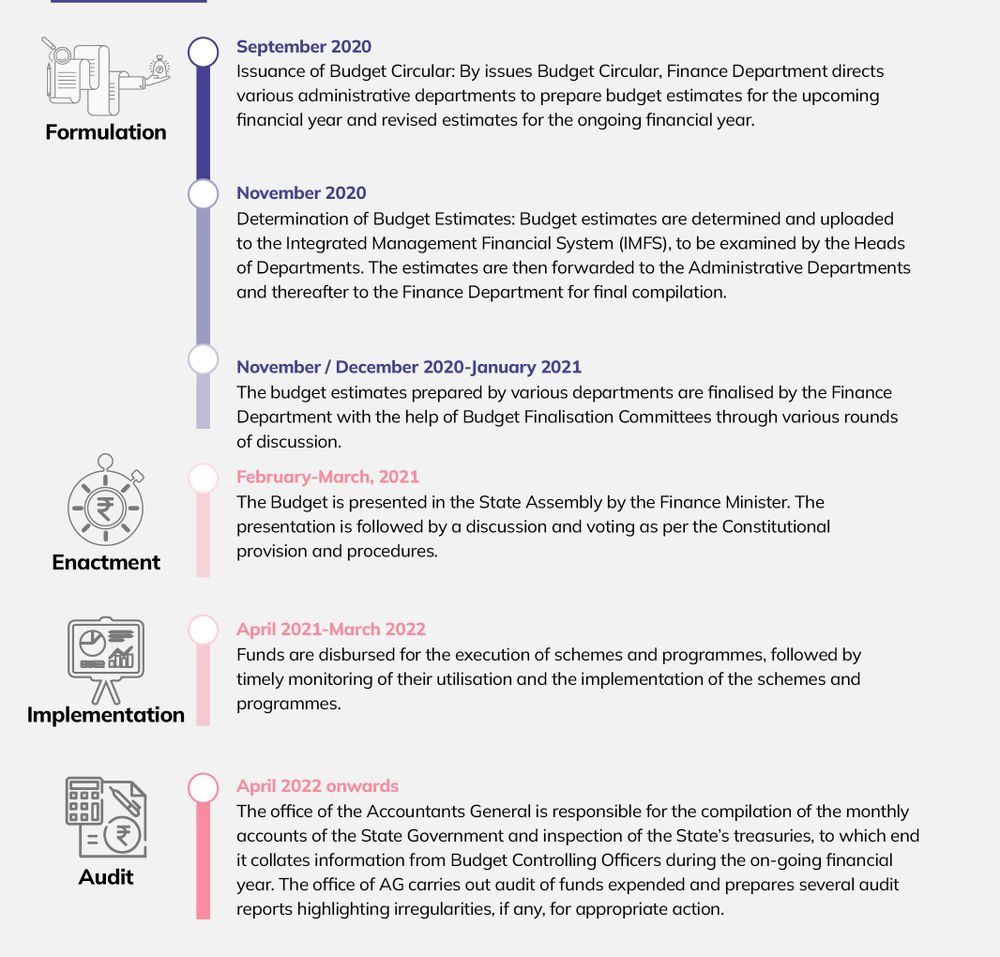 September 2020
Issuance of Budget Circular: By issues Budget Circular, Finance Department directs
various administrative departments to prepare budget estimates for the upcoming
financial year and revised estimates for the ongoing financial year.
Formulation
November 2020
Determination of Budget Estimates: Budget estimates are determined and uploaded
to the Integrated Management Financial System (IMFS), to be examined by the Heads
of Departments. The estimates are then forwarded to the Administrative Departments
and thereafter to the Finance Department for final compilation.
November / December 2020-January 2021
The budget estimates prepared by various departments are finalised by the Finance
Department with the help of Budget Finalisation Committees through various rounds
of discussion.
February-March, 2021
The Budget is presented in the State Assembly by the Finance Minister. The
presentation is followed by a discussion and voting as per the Constitutional
provision and procedures.
₹
Enactment
April 2021-March 2022
Funds are disbursed for the execution of schemes and programmes, followed by
timely monitoring of their utilisation and the implementation of the schemes and
programmes.
Implementation
April 2022 onwards
The office of the Accountants General is responsible for the compilation of the monthly
accounts of the State Government and inspection of the State's treasuries, to which end
it collates information from Budget Controlling Officers during the on-going financial
year. The office of AG carries out audit of funds expended and prepares several audit
reports highlighting irregularities, if any, for appropriate action.
= ₹
Audit